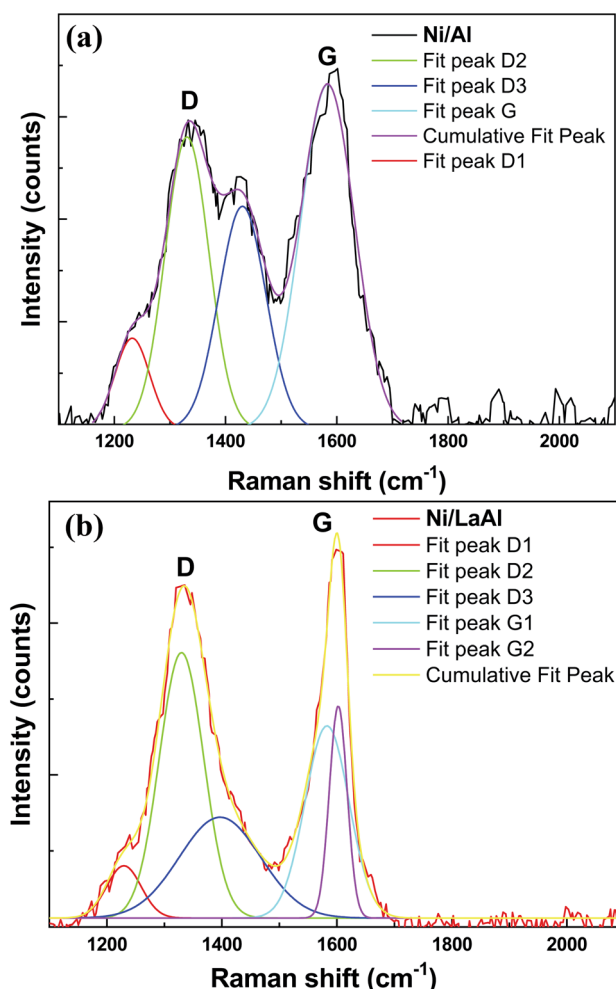 (a)
D
G
Ni/Al
Fit peak D2
Fit peak D3
Fit peak G
Cumulative Fit Peak
Fit peak D1
Intensity (counts)
1200 1400 1600 1800 2000
Raman shift (cm⁻¹)
(b)
D
G
Ni/LaAl
Fit peak D1
Fit peak D2
Fit peak D3
Fit peak G1
Fit peak G2
Cumulative Fit Peak
Intensity (counts)
1200 1400 1600 1800 2000
Raman shift (cm⁻¹)